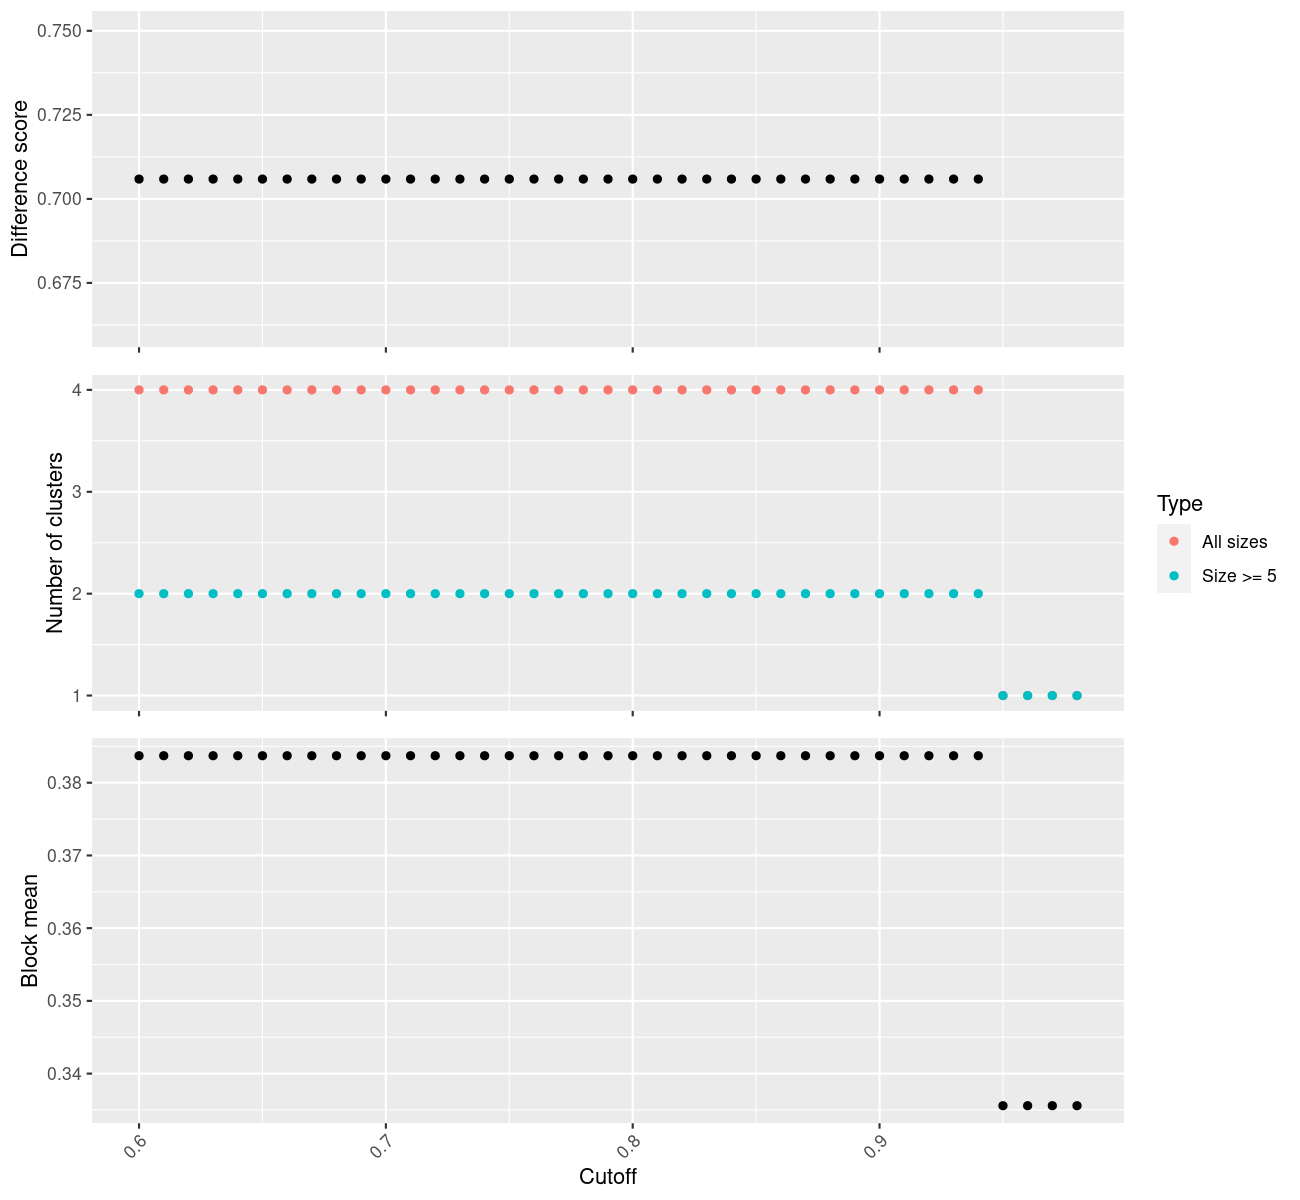 0.750
0.725
0.700
0.675
Difference score
4
3
2
1
Number of clusters
Type
All sizes
Size >= 5
0.38
0.37
0.36
0.35
0.34
Block mean
0.6 0.7 0.8 0.9
Cutoff